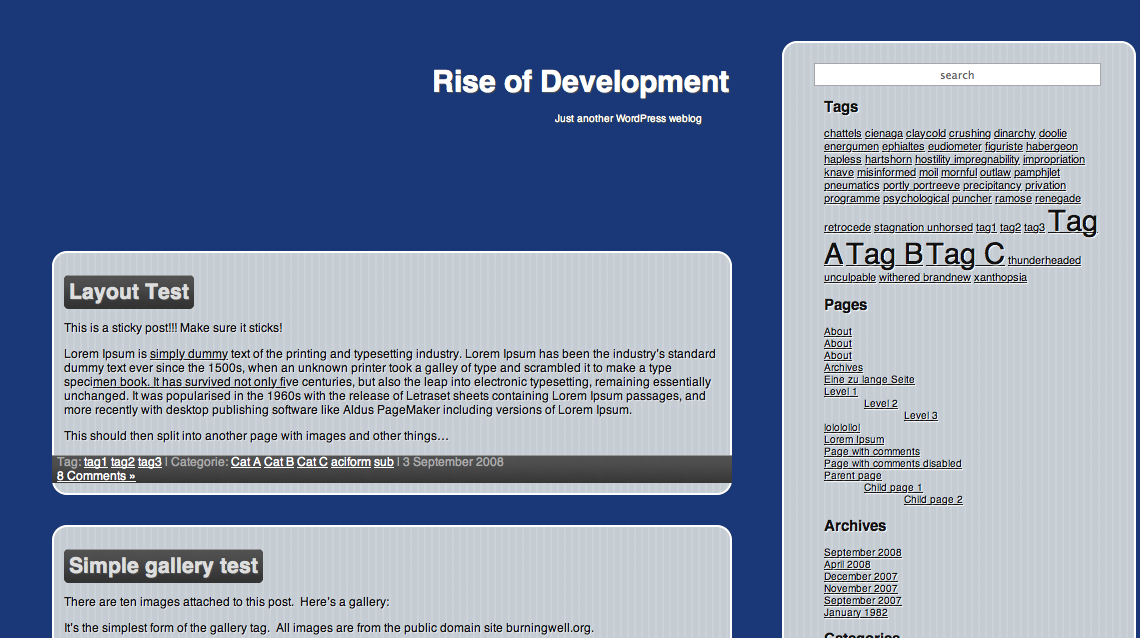 Rise of Development
Just another WordPress weblog
Layout Test
This is a sticky post!!! Make sure it sticks!
Lorem Ipsum is simply dummy text of the printing and typesetting industry. Lorem Ipsum has been the industry's standard
dummy text ever since the 1500s, when an unknown printer took a galley of type and scrambled it to make a type
specimen book. It has survived not only five centuries, but also the leap into electronic typesetting, remaining essentially
unchanged. It was popularised in the 1960s with the release of Letraset sheets containing Lorem Ipsum passages, and
more recently with desktop publishing software like Aldus PageMaker including versions of Lorem Ipsum.
This should then split into another page with images and other things…
Tag: tag1 tag2 tag3 | Categorie: Cat A Cat B Cat C aciform sub | 3 September 2008
8 Comments »
Simple gallery test
There are ten images attached to this post. Here's a gallery:
It's the simplest form of the gallery tag. All images are from the public domain site burningwell.org.
search
Tags
chattels cienaga claycold crushing dinarchy doolie
energumen ephialtes eudiometer figuriste habergeon
hapless hartshorn hostility impregnability impropriation
knave misinformed moil mornful outlaw pamphjlet
pneumatics portly portreeve precipitancy privation
programme psychological puncher ramose renegade
retrocede stagnation unhorsed tag1 tag2 tag3 Tag
A Tag B Tag C thunderheaded
unculpable withered brandnew xanthopsia
Pages
About
About
About
Archives
Eine zu lange Seite
Level 1
Level 2
Level 3
lolololol
Lorem Ipsum
Page with comments
Page with comments disabled
Parent page
Child page 1
Child page 2
Archives
September 2008
April 2008
December 2007
November 2007
September 2007
January 1982
Categories